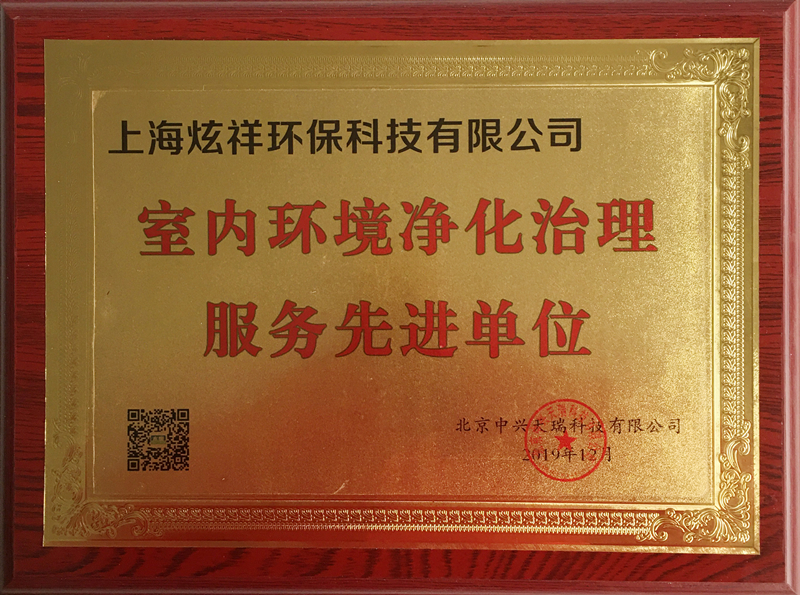 上海炫祥环保科技有限公司
室内环境净化治理
服务先进单位
北京中兴天瑞科技有限公司
2019年12月